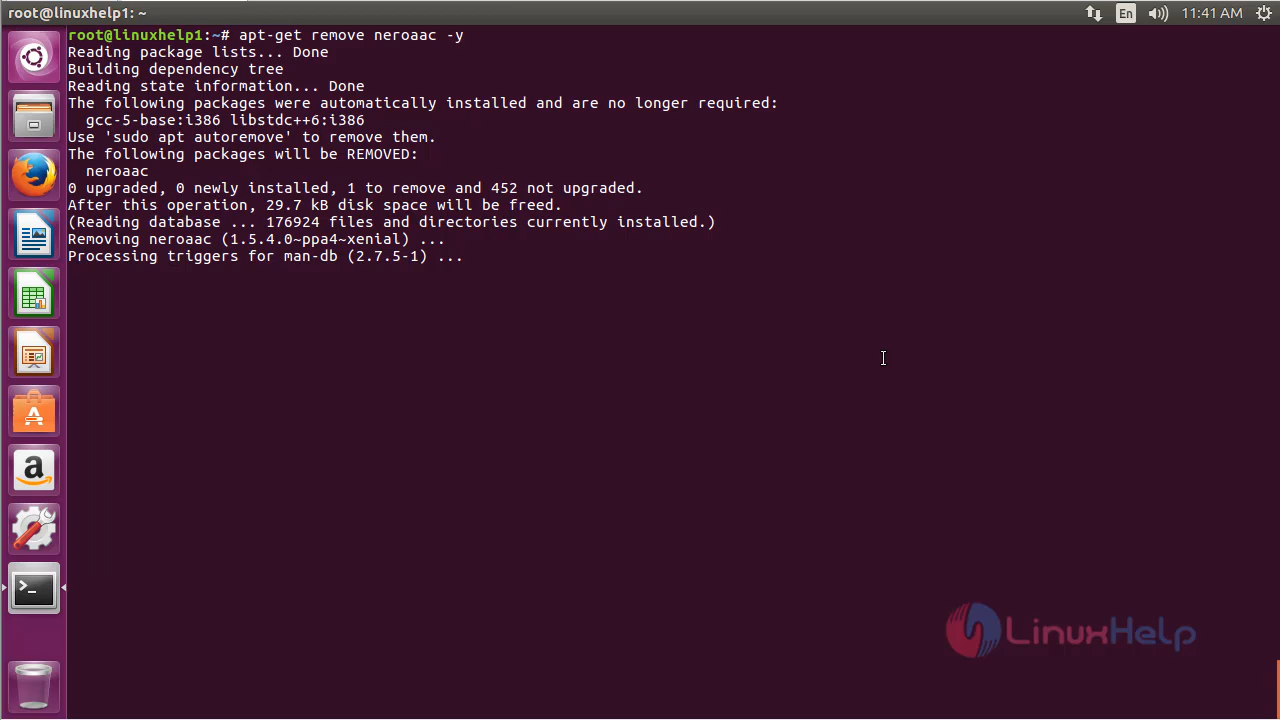 root@linuxhelp1: ~
En
11:41 AM
root@linuxhelp1:~# apt-get remove neroaac -y
Reading package lists... Done
Building dependency tree
Reading state information... Done
The following packages were automatically installed and are no longer required:
  gcc-5-base:i386 libstdc++6:i386
Use 'sudo apt autoremove' to remove them.
The following packages will be REMOVED:
  neroaac
0 upgraded, 0 newly installed, 1 to remove and 452 not upgraded.
After this operation, 29.7 kB disk space will be freed.
(Reading database ... 176924 files and directories currently installed.)
Removing neroaac (1.5.4.0~ppa4~xenial) ...
Processing triggers for man-db (2.7.5-1) ...
LinuxHelp